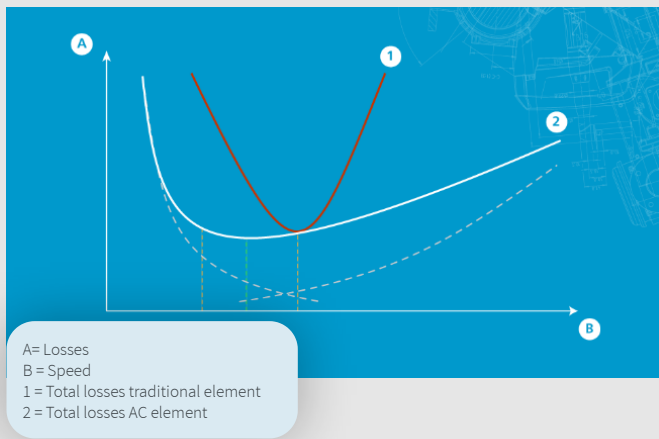 A
1
2
B
A= Losses
B = Speed
1 = Total losses traditional element
2 = Total losses AC element